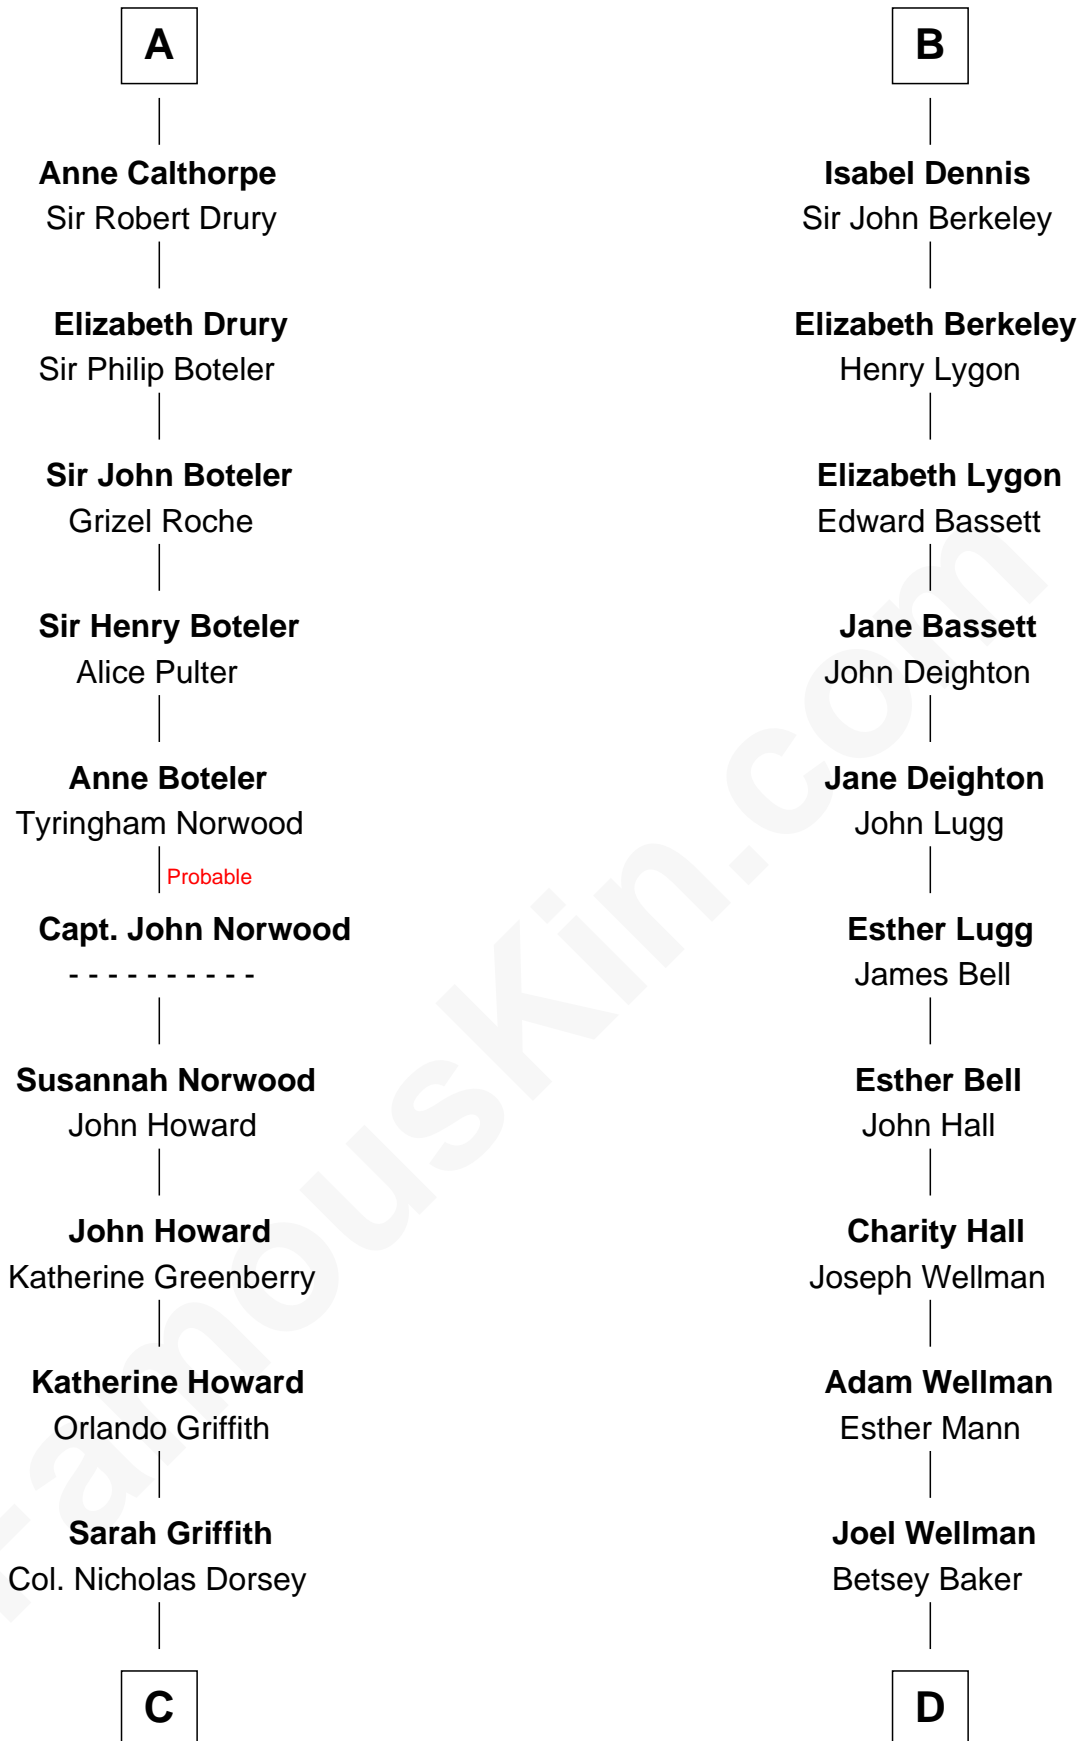 A
Anne Calthorpe
Sir Robert Drury
Elizabeth Drury
Sir Philip Boteler
Sir John Boteler
Grizel Roche
Sir Henry Boteler
Alice Pulter
Anne Boteler
Tyringham Norwood
Probable
Capt. John Norwood
- - - - - - - - - -
Susannah Norwood
John Howard
John Howard
Katherine Greenberry
Katherine Howard
Orlando Griffith
Sarah Griffith
Col. Nicholas Dorsey
C
B
Isabel Dennis
Sir John Berkeley
Elizabeth Berkeley
Henry Lygon
Elizabeth Lygon
Edward Bassett
Jane Bassett
John Deighton
Jane Deighton
John Lugg
Esther Lugg
James Bell
Esther Bell
John Hall
Charity Hall
Joseph Wellman
Adam Wellman
Esther Mann
Joel Wellman
Betsey Baker
D
FamousKin.com